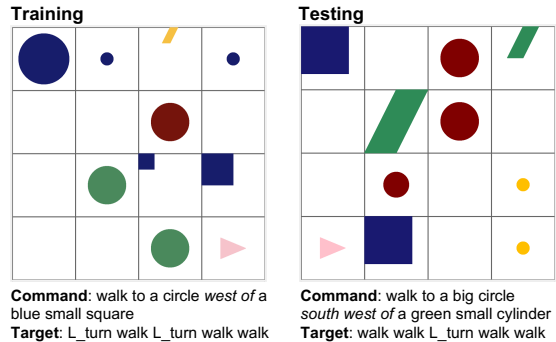 Training
Testing
Command: walk to a circle west of a
blue small square
Target: L_turn walk L_turn walk walk
Command: walk to a big circle
south west of a green small cylinder
Target: walk walk L_turn walk walk